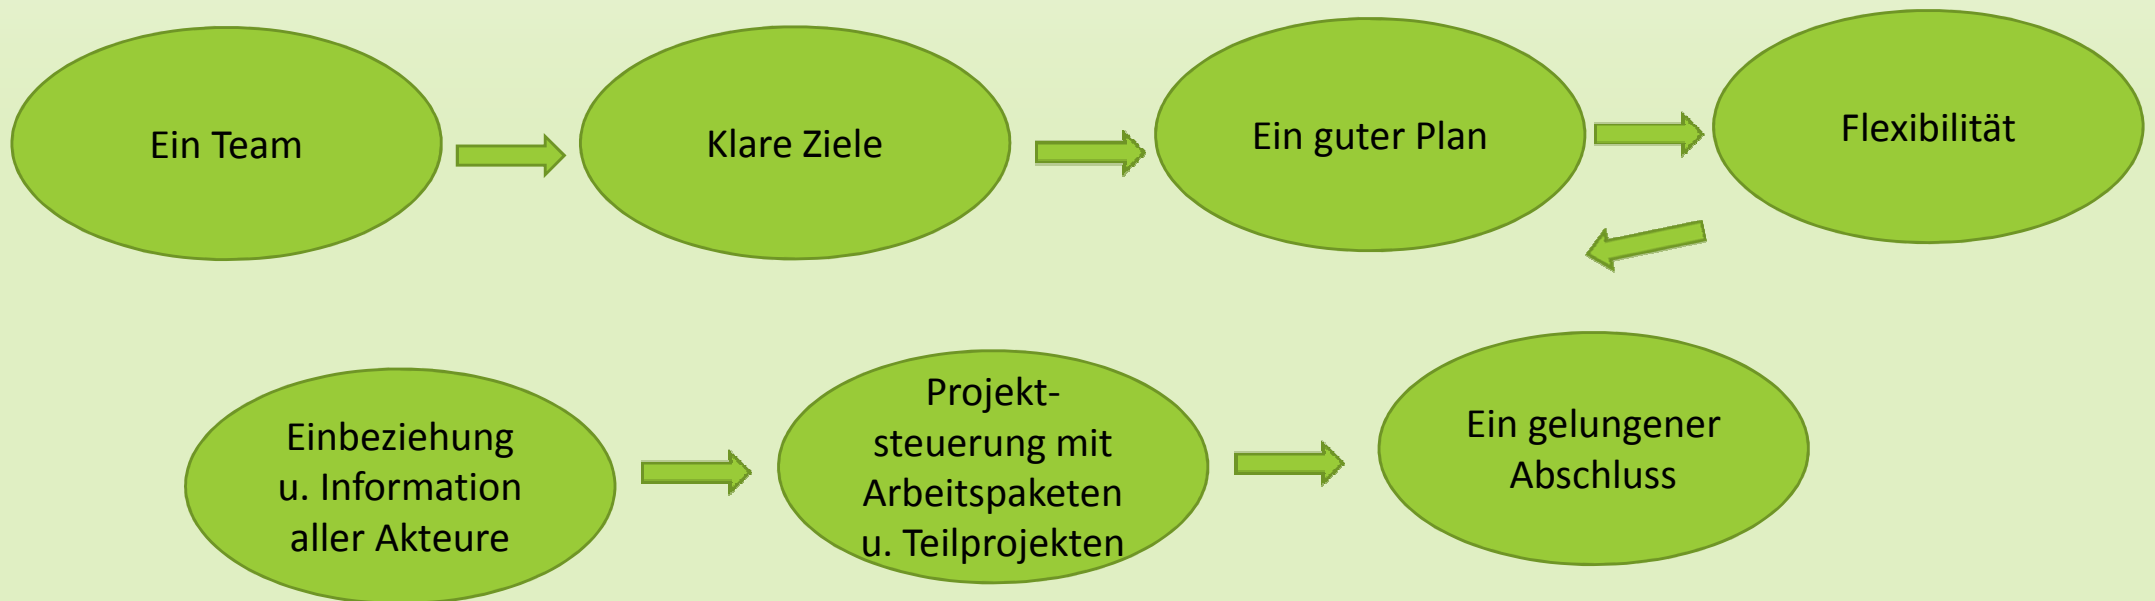 Ein Team
Klare Ziele
Ein guter Plan
Flexibilität
Einbeziehung
u. Information
aller Akteure
Projekt-
steuerung mit
Arbeitspaketen
u. Teilprojekten
Ein gelungener
Abschluss